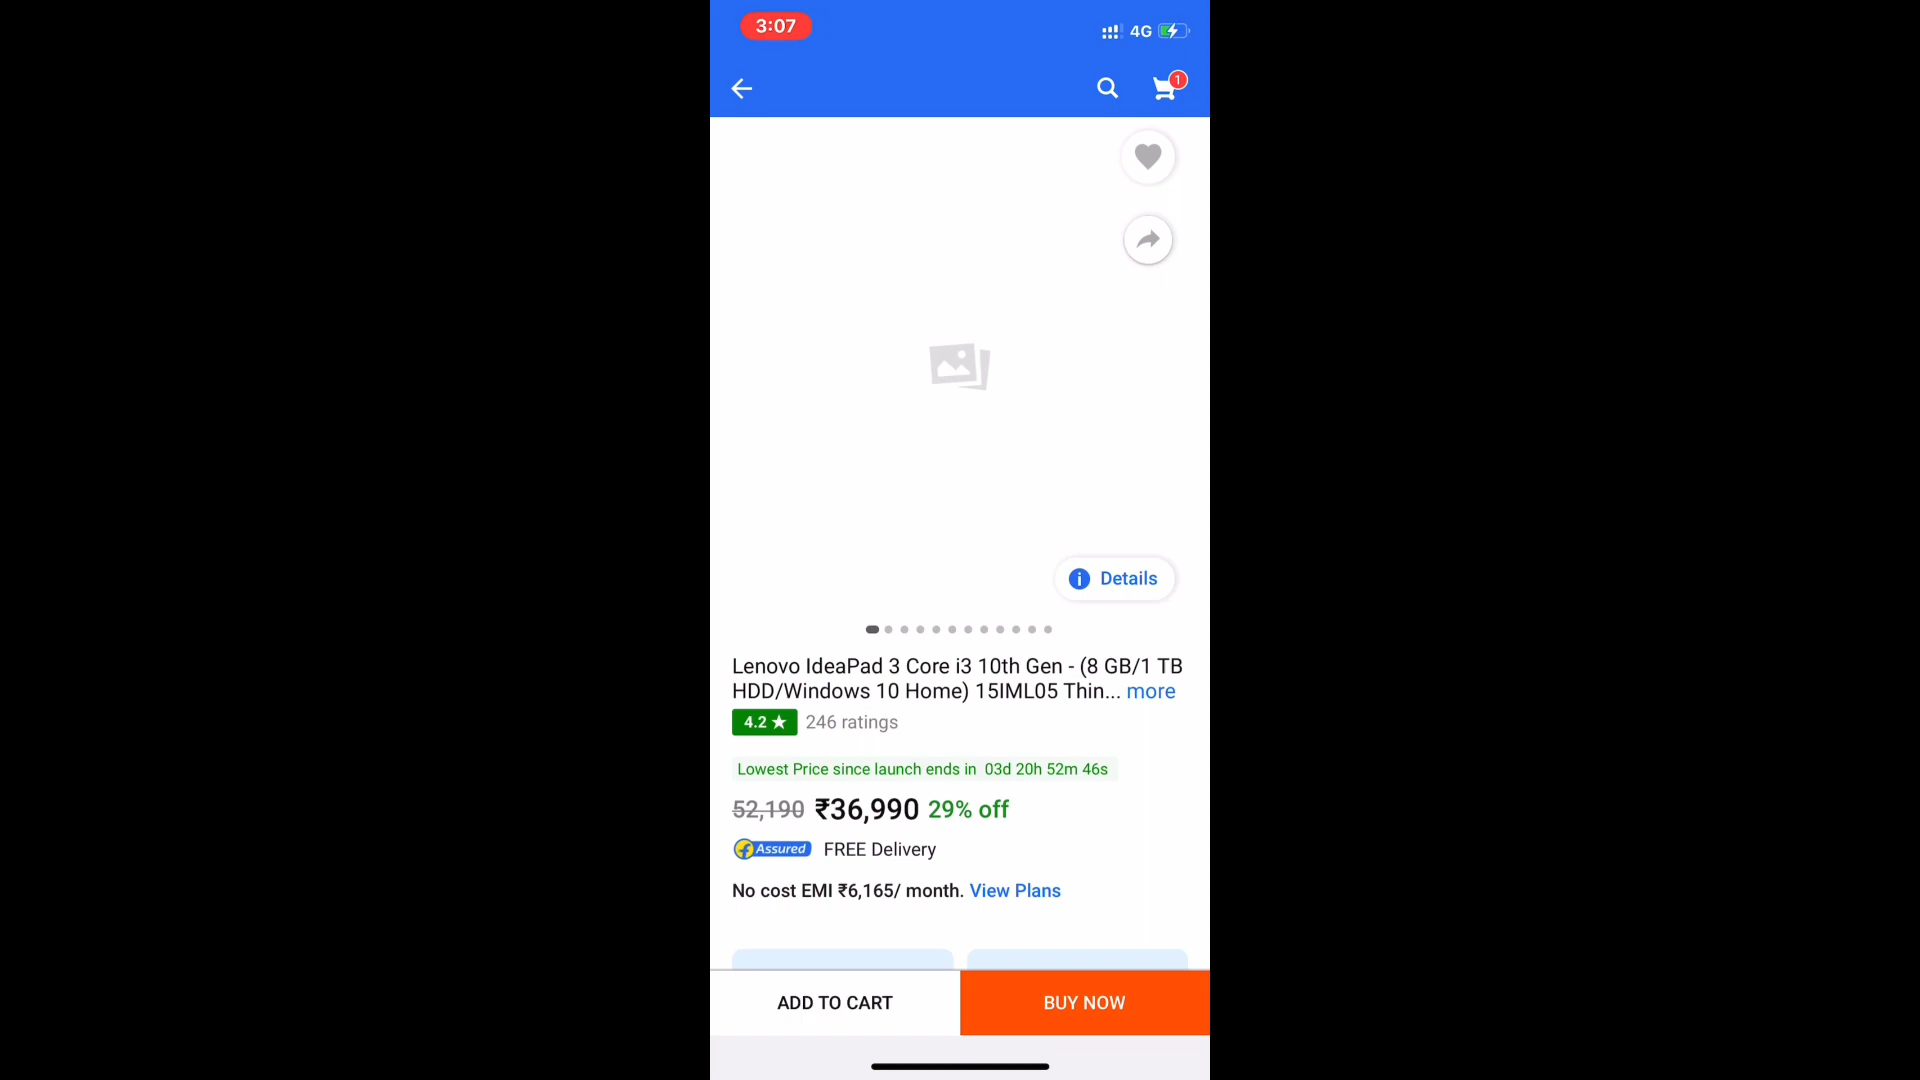 3:07
4G
1
Details
Lenovo IdeaPad 3 Core i3 10th Gen - (8 GB/1 TB
HDD/Windows 10 Home) 15IML05 Thin... more
4.2 ★ 246 ratings
Lowest Price since launch ends in 03d 20h 52m 46s
52,190 ₹36,990 29% off
Assured FREE Delivery
No cost EMI ₹6,165/ month. View Plans
ADD TO CART BUY NOW